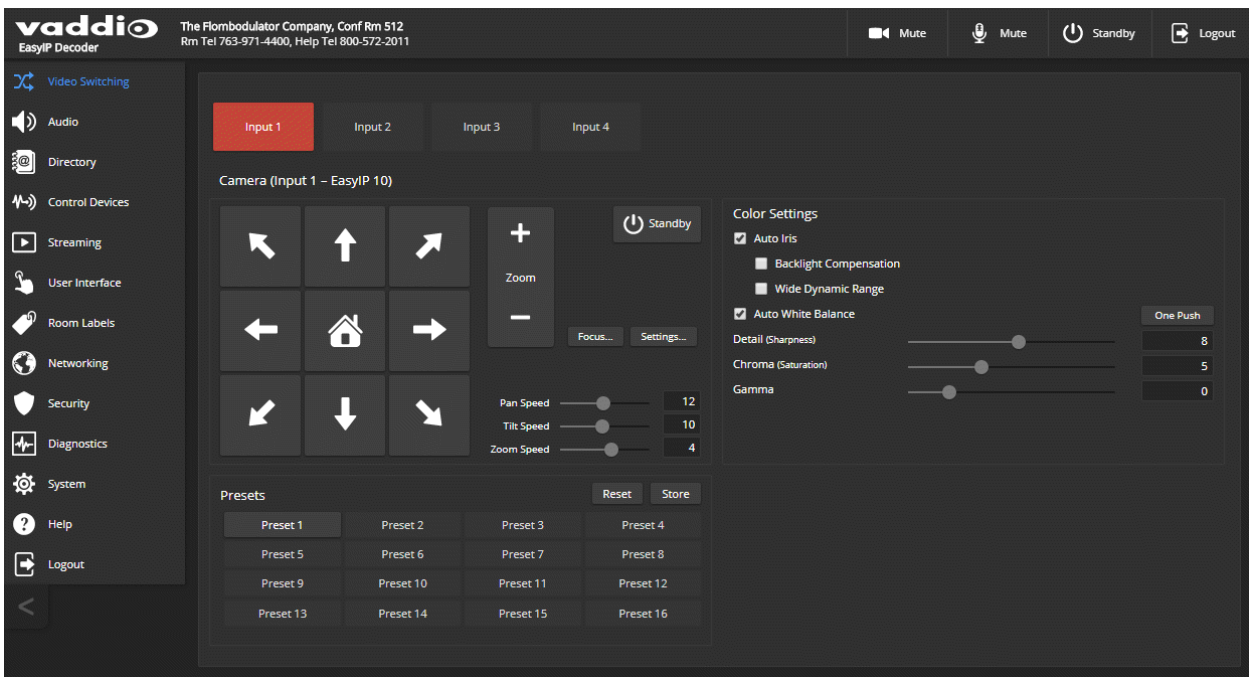 vaddio
EasyIP Decoder
The Flombodulator Company, Conf Rm 512
Rm Tel 763-971-4400, Help Tel 800-572-2011
Mute
Mute
Standby
Logout
Video Switching
Audio
Directory
Control Devices
Streaming
User Interface
Room Labels
Networking
Security
Diagnostics
System
Help
Logout
<
Input 1
Input 2
Input 3
Input 4
Camera (Input 1 – EasyIP 10)
+
Zoom
−
Standby
Focus...
Settings...
Pan Speed 12
Tilt Speed 10
Zoom Speed 4
Color Settings
Auto Iris
Backlight Compensation
Wide Dynamic Range
Auto White Balance
One Push
Detail (Sharpness) 8
Chroma (Saturation) 5
Gamma 0
Presets
Reset
Store
Preset 1 Preset 2 Preset 3 Preset 4
Preset 5 Preset 6 Preset 7 Preset 8
Preset 9 Preset 10 Preset 11 Preset 12
Preset 13 Preset 14 Preset 15 Preset 16